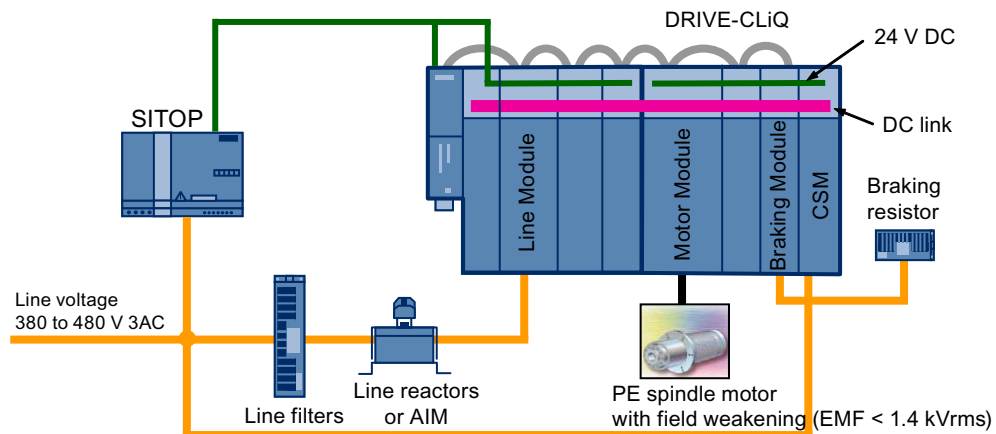 DRIVE-CLiQ
24 V DC
SITOP
DC link
Line Module
Motor Module
Braking Module
CSM
Braking
resistor
Line voltage
380 to 480 V 3AC
Line filters
Line reactors
or AIM
PE spindle motor
with field weakening (EMF < 1.4 kVrms)